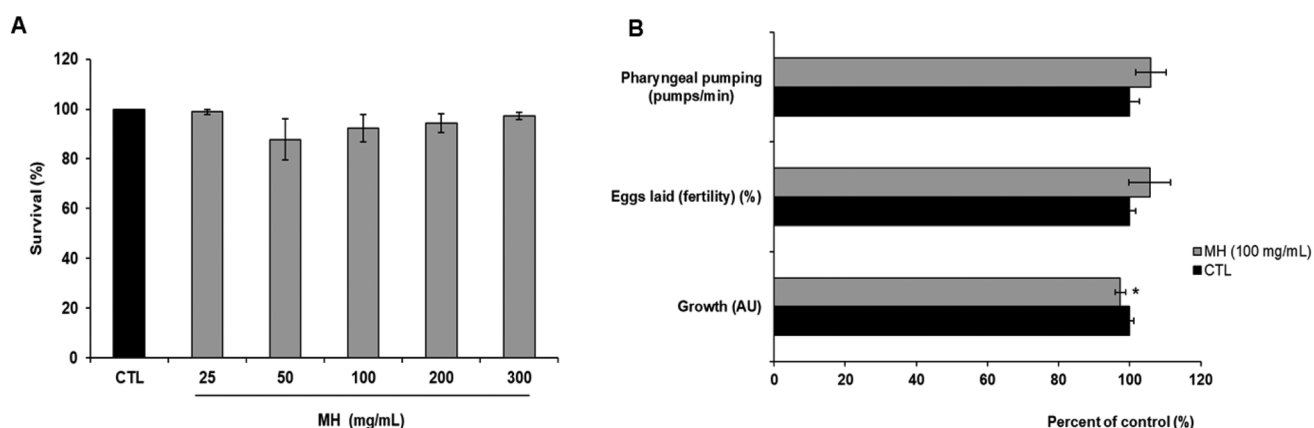 A
120
100
80
60
40
20
0
Survival (%)
CTL 25 50 100 200 300
MH (mg/mL)
B
Pharyngeal pumping
(pumps/min)
Eggs laid (fertility) (%)
Growth (AU)
*
MH (100 mg/mL)
CTL
0 20 40 60 80 100 120
Percent of control (%)